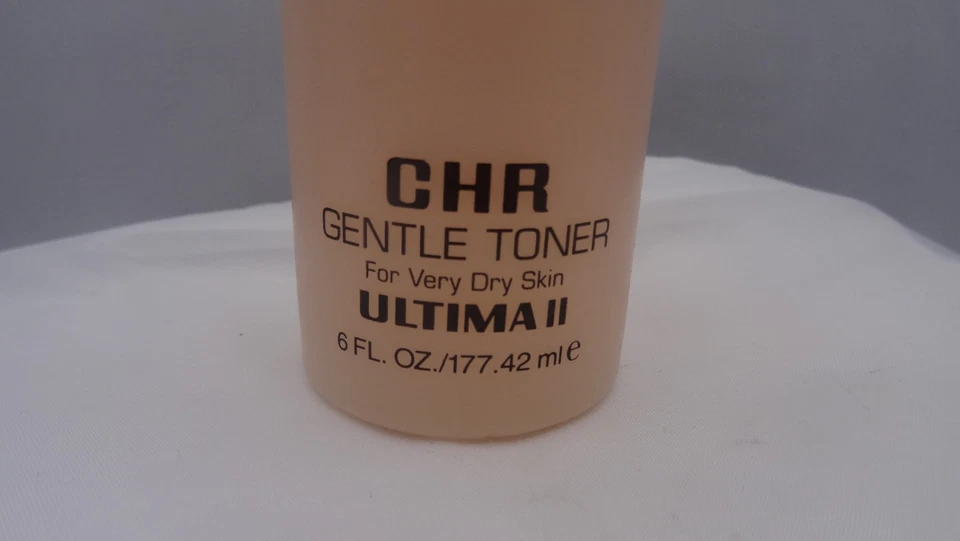 CHR
GENTLE TONER
For Very Dry Skin
ULTIMA II
6 FL. OZ./177.42 ml ℮